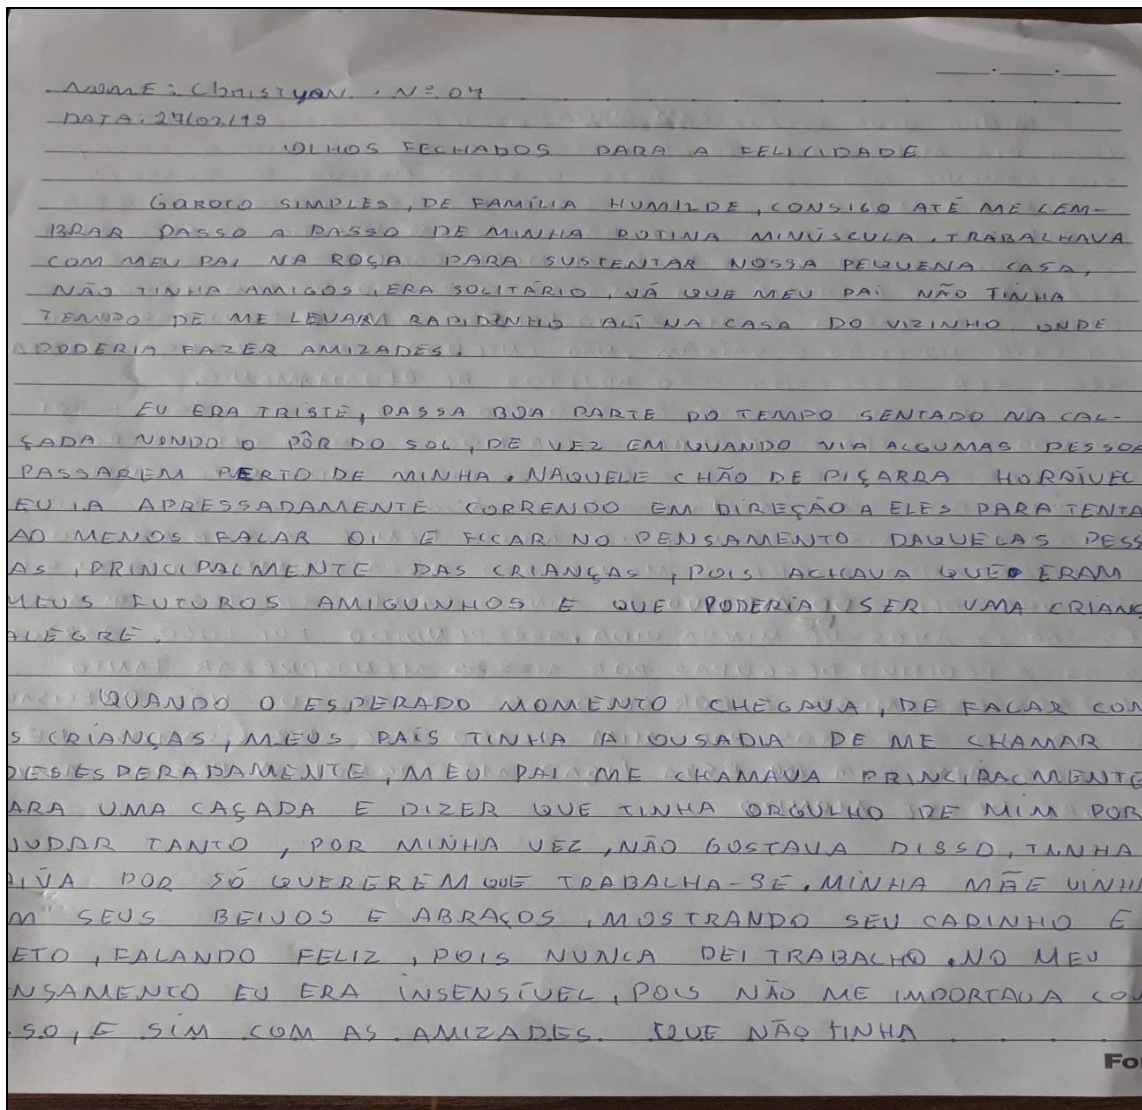 NOME: Christyan. Nº 07
DATA: 27/02/19
OLHOS FECHADOS PARA A FELICIDADE
GAROTO SIMPLES, DE FAMÍLIA HUMILDE, CONSIGO ATÉ ME LEM-
BRAR PASSO A PASSO DE MINHA ROTINA MINÚSCULA, TRABALHAVA
COM MEU PAI NA ROÇA PARA SUSTENTAR NOSSA PEQUENA CASA,
NÃO TINHA AMIGOS, ERA SOLITÁRIO, JÁ QUE MEU PAI NÃO TINHA
TEMPO DE ME LEVAR RAPIDINHO ALÍ NA CASA DO VIZINHO ONDE
PODERIA FAZER AMIZADES.
EU ERA TRISTE, PASSA BOA PARTE DO TEMPO SENTADO NA CAL-
ÇADA VENDO O PÔR DO SOL, DE VEZ EM QUANDO VIA ALGUMAS PESSOA
PASSAREM PERTO DE MINHA. NAQUELE CHÃO DE PIÇARRA HORRÍVEL
EU IA APRESSADAMENTE CORRENDO EM DIREÇÃO A ELES PARA TENTA
AO MENOS FALAR OI E FICAR NO PENSAMENTO DAQUELAS PESS
AS, PRINCIPALMENTE DAS CRIANÇAS, POIS ACHAVA QUE ERAM
MEUS FUTUROS AMIGUINHOS E QUE PODERIA SER UMA CRIANÇ
ALEGRE.
QUANDO O ESPERADO MOMENTO CHEGAVA, DE FALAR COM
S CRIANÇAS, MEUS PAIS TINHA A OUSADIA DE ME CHAMAR
DESESPERADAMENTE, MEU PAI ME CHAMAVA PRINCIPALMENTE
ARA UMA CAÇADA E DIZER QUE TINHA ORGULHO DE MIM POR
JUDAR TANTO, POR MINHA VEZ, NÃO GOSTAVA DISSO, TINHA
AIVA POR SÓ QUEREREM QUE TRABALHA-SE. MINHA MÃE VINHA
M SEUS BEIJOS E ABRAÇOS, MOSTRANDO SEU CARINHO E
ETO, FALANDO FELIZ, POIS NUNCA DEI TRABALHO. NO MEU
NSAMENTO EU ERA INSENSÍVEL, POIS NÃO ME IMPORTAVA CO
SSO, E SIM COM AS AMIZADES QUE NÃO TINHA